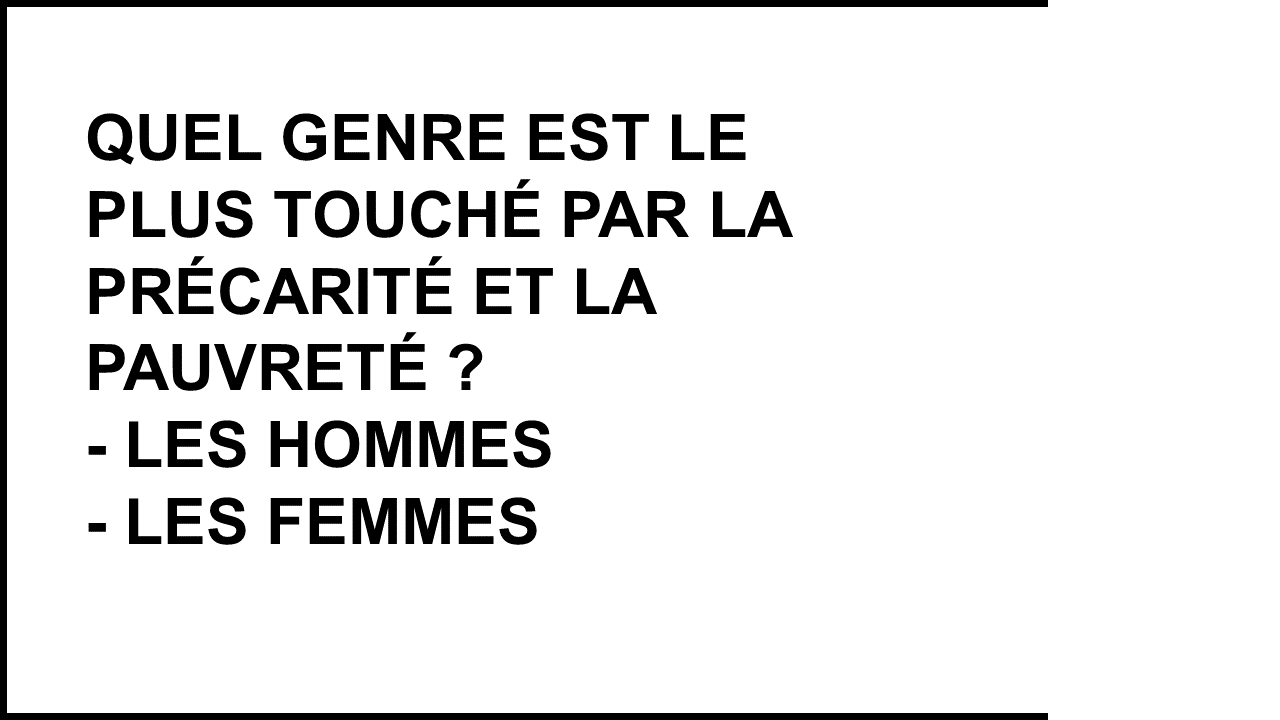 QUEL GENRE EST LE
PLUS TOUCHÉ PAR LA
PRÉCARITÉ ET LA
PAUVRETÉ ?
- LES HOMMES
- LES FEMMES